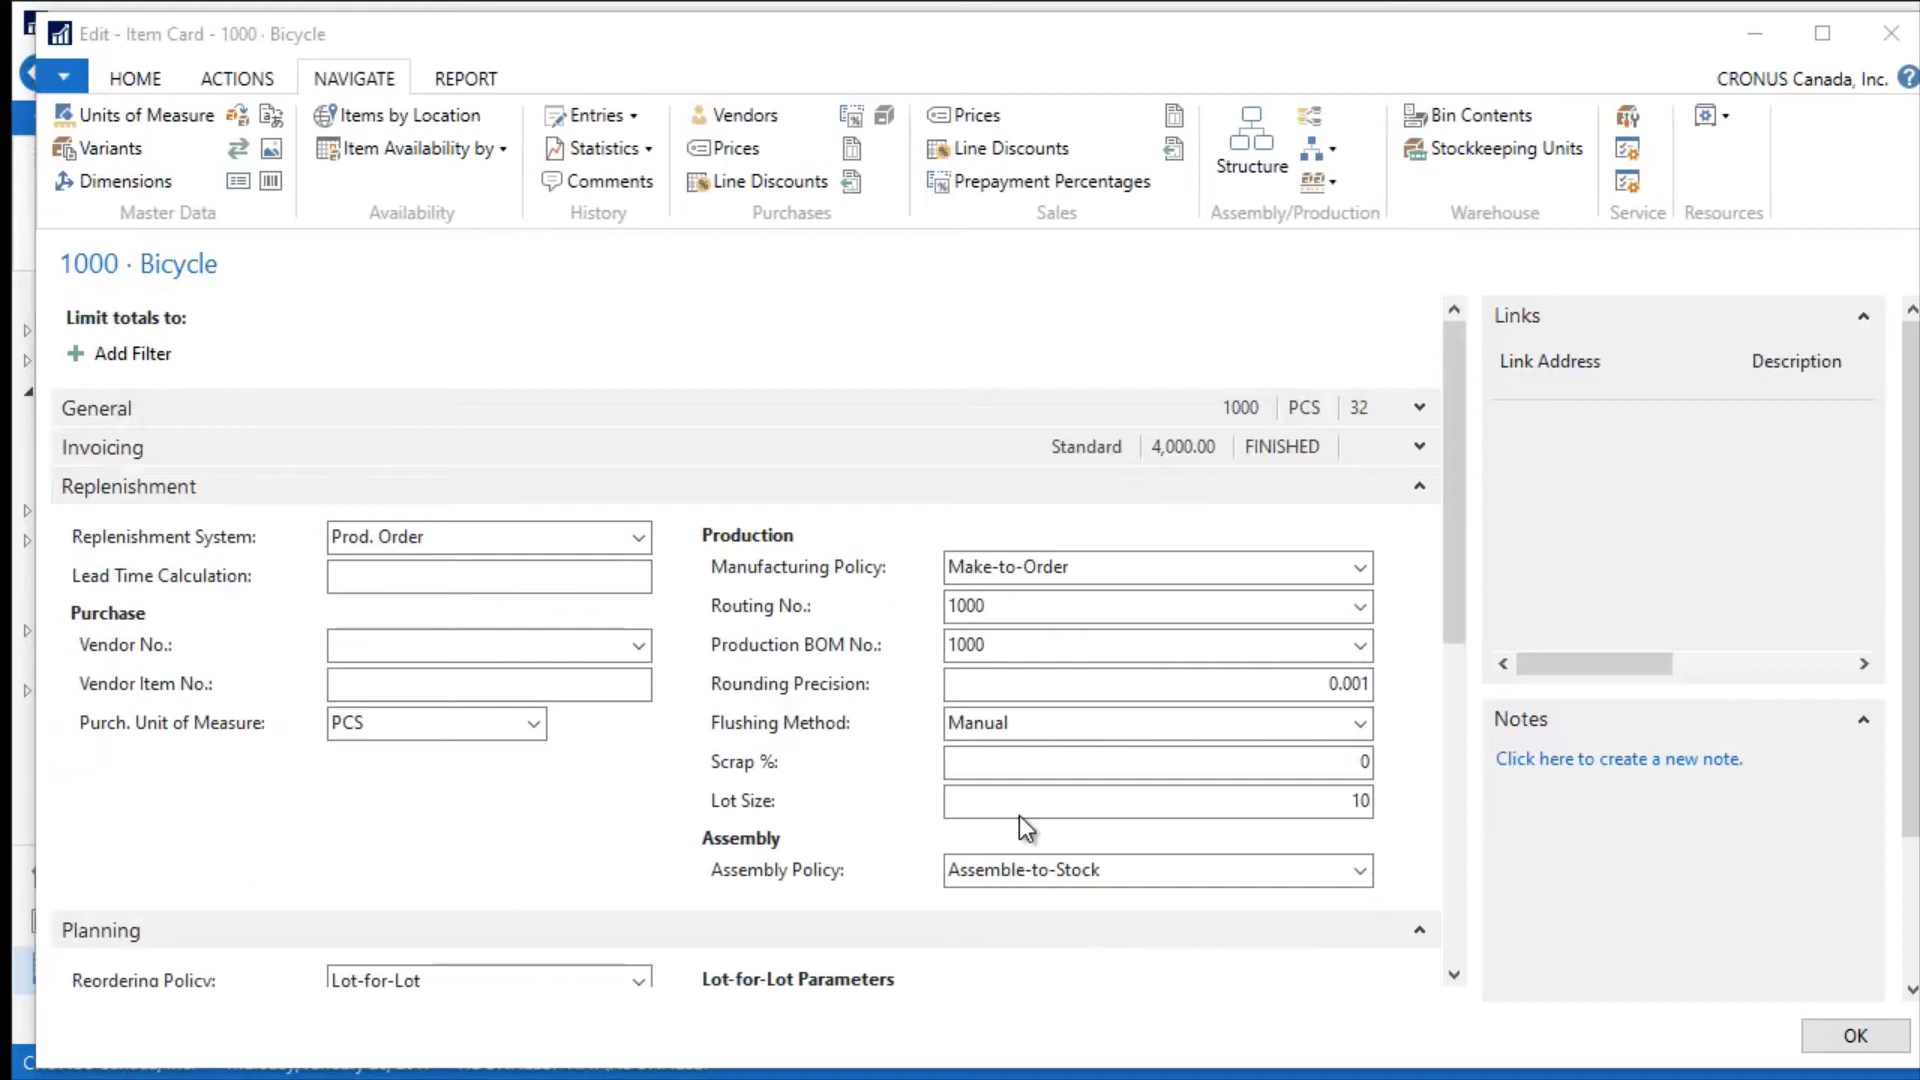 Edit - Item Card - 1000 · Bicycle
HOME ACTIONS NAVIGATE REPORT
CRONUS Canada, Inc.
Units of Measure
Variants
Dimensions
Master Data
Items by Location
Item Availability by
Availability
Entries
Statistics
Comments
History
Vendors
Prices
Line Discounts
Purchases
Prices
Line Discounts
Prepayment Percentages
Sales
Structure
Assembly/Production
Bin Contents
Stockkeeping Units
Warehouse
Service
Resources
1000 · Bicycle
Limit totals to:
Add Filter
General 1000 PCS 32
Invoicing Standard 4,000.00 FINISHED
Replenishment
Replenishment System: Prod. Order
Lead Time Calculation:
Purchase
Vendor No.:
Vendor Item No.:
Purch. Unit of Measure: PCS
Production
Manufacturing Policy: Make-to-Order
Routing No.: 1000
Production BOM No.: 1000
Rounding Precision: 0.001
Flushing Method: Manual
Scrap %: 0
Lot Size: 10
Assembly
Assembly Policy: Assemble-to-Stock
Planning
Reordering Policy: Lot-for-Lot
Lot-for-Lot Parameters
Links
Link Address Description
Notes
Click here to create a new note.
OK